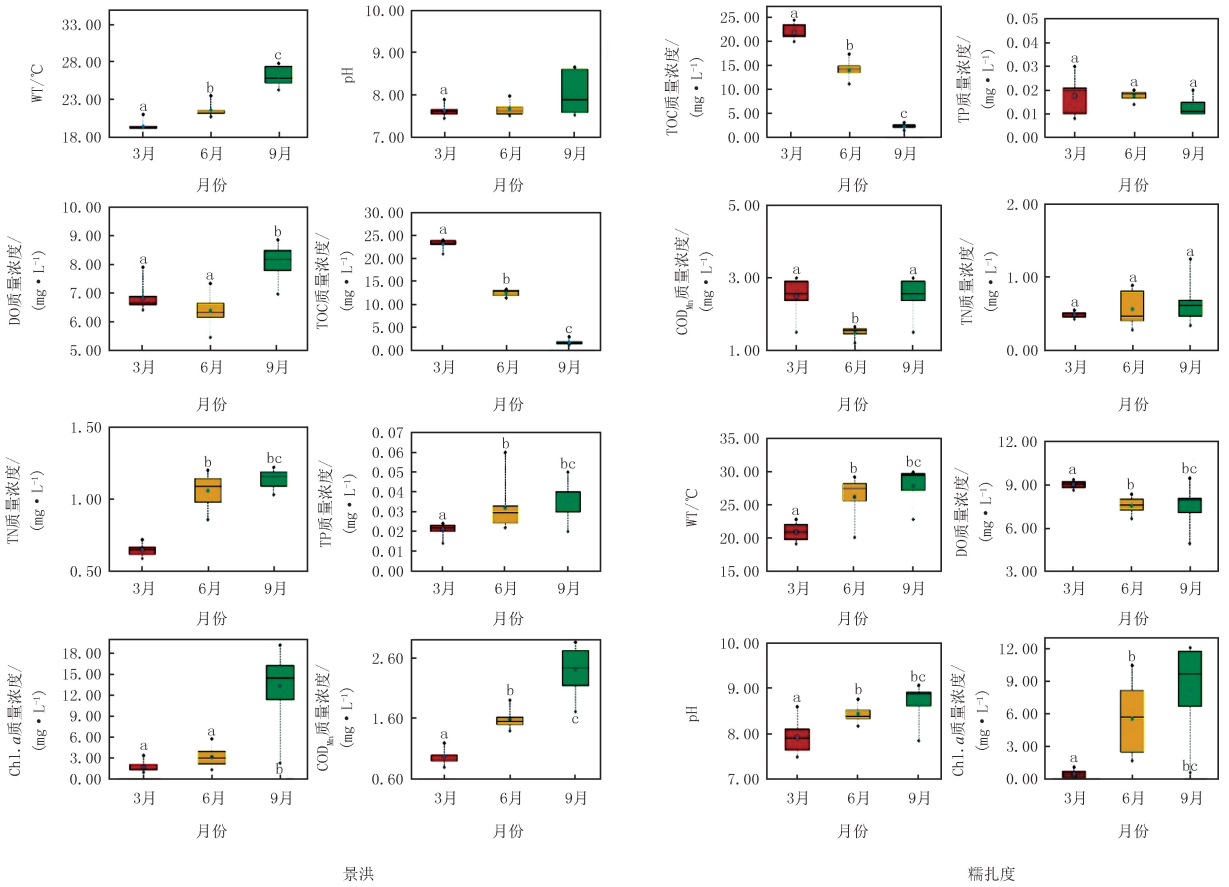 WT/℃
33.00
28.00
23.00
18.00
a
b
c
3月
6月
9月
月份
pH
10.00
9.00
8.00
7.00
3月
6月
9月
月份
TOC质量浓度/
(mg•L⁻¹)
25.00
20.00
15.00
10.00
5.00
0.00
a
b
c
3月
6月
9月
月份
TP质量浓度/
(mg•L⁻¹)
0.05
0.04
0.03
0.02
0.01
0.00
a
a
a
3月
6月
9月
月份
DO质量浓度/
(mg•L⁻¹)
10.00
9.00
8.00
7.00
6.00
5.00
a
a
b
3月
6月
9月
月份
TOC质量浓度/
(mg•L⁻¹)
30.00
25.00
20.00
15.00
10.00
5.00
0.00
a
b
c
3月
6月
9月
月份
COD_Mn质量浓度/
(mg•L⁻¹)
5.00
3.00
1.00
a
b
a
3月
6月
9月
月份
TN质量浓度/
(mg•L⁻¹)
2.00
1.00
0.00
a
a
a
3月
6月
9月
月份
TN质量浓度/
(mg•L⁻¹)
1.50
1.00
0.50
a
b
bc
3月
6月
9月
月份
TP质量浓度/
(mg•L⁻¹)
0.07
0.06
0.05
0.04
0.03
0.02
0.01
0.00
a
b
bc
3月
6月
9月
月份
WT/℃
35.00
30.00
25.00
20.00
15.00
a
b
bc
3月
6月
9月
月份
DO质量浓度/
(mg•L⁻¹)
12.00
9.00
6.00
3.00
a
b
bc
3月
6月
9月
月份
Chl.a质量浓度/
(mg•L⁻¹)
18.00
15.00
12.00
9.00
6.00
3.00
0.00
a
a
b
3月
6月
9月
月份
COD_Mn质量浓度/
(mg•L⁻¹)
2.60
1.60
0.60
a
b
c
3月
6月
9月
月份
pH
10.00
9.00
8.00
7.00
a
b
bc
3月
6月
9月
月份
Chl.a质量浓度/
(mg•L⁻¹)
12.00
9.00
6.00
3.00
0.00
a
b
bc
3月
6月
9月
月份
景洪
糯扎度